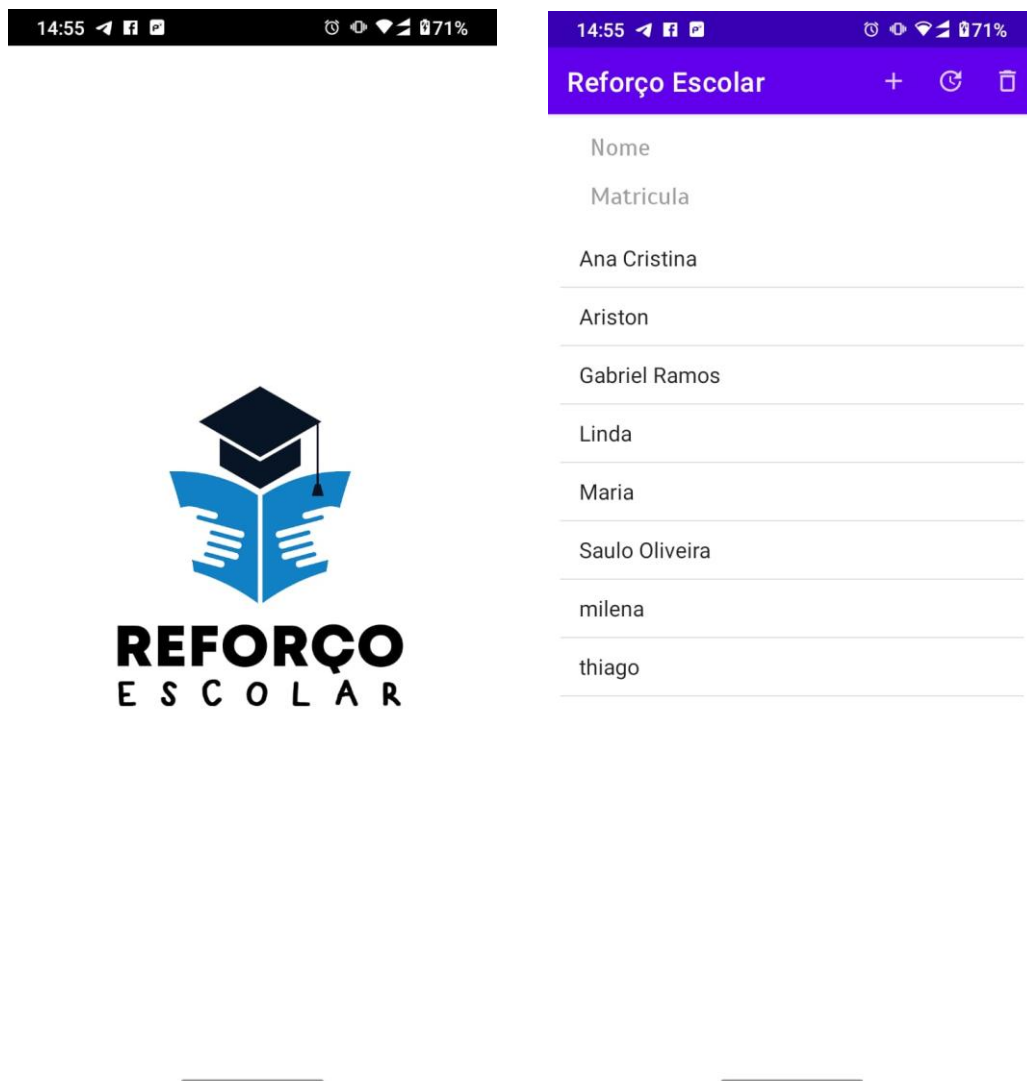 14:55
71%
REFORÇO
ESCOLAR
14:55
71%
Reforço Escolar
Nome
Matricula
Ana Cristina
Ariston
Gabriel Ramos
Linda
Maria
Saulo Oliveira
milena
thiago